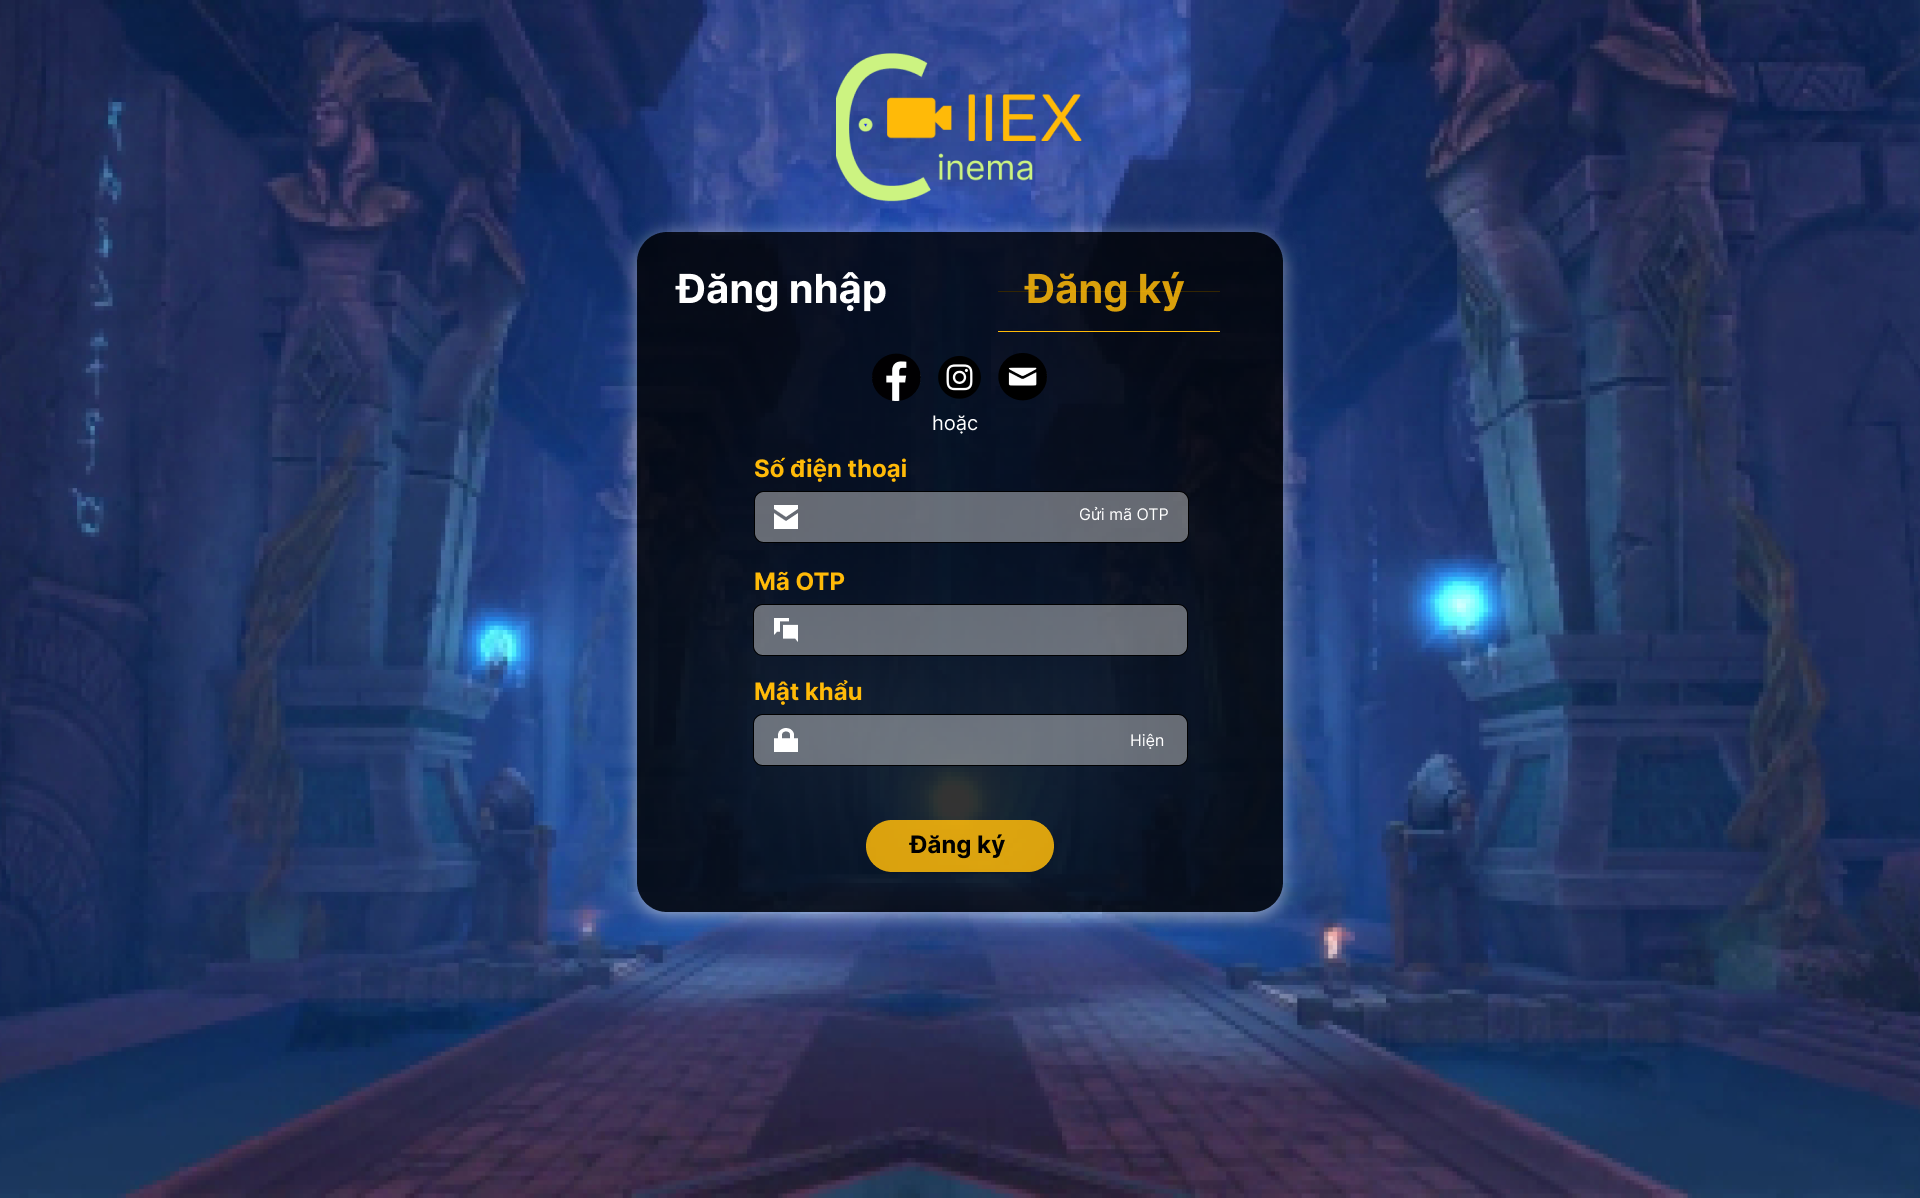 IIEX
Cinema
Đăng nhập
Đăng ký
hoặc
Số điện thoại
Gửi mã OTP
Mã OTP
Mật khẩu
Hiện
Đăng ký